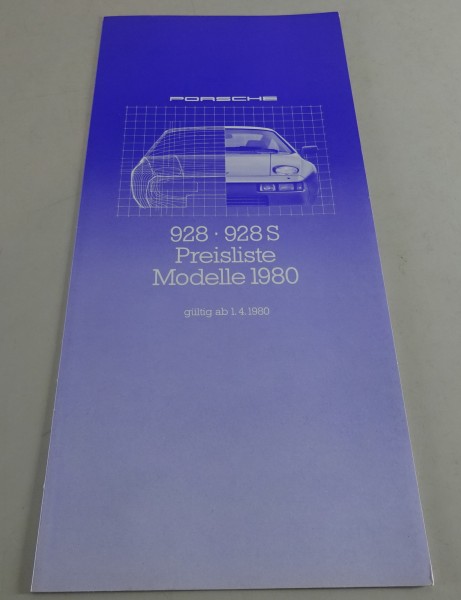 PORSCHE
928 · 928 S
Preisliste
Modelle 1980
gültig ab 1. 4. 1980